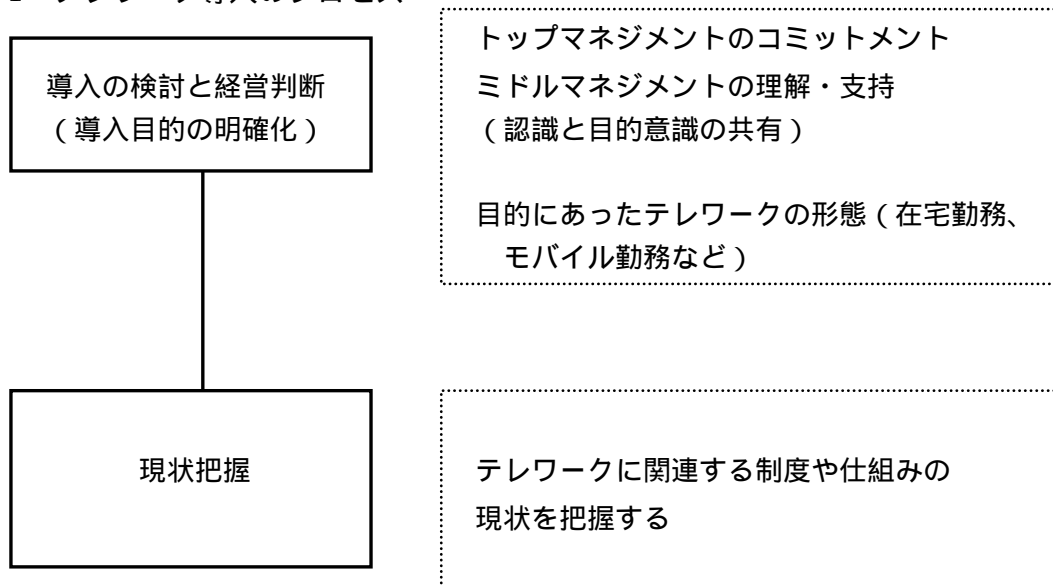 導入の検討と経営判断
（導入目的の明確化）
トップマネジメントのコミットメント
ミドルマネジメントの理解・支持
（認識と目的意識の共有）
目的にあったテレワークの形態（在宅勤務、
モバイル勤務など）
現状把握
テレワークに関連する制度や仕組みの
現状を把握する